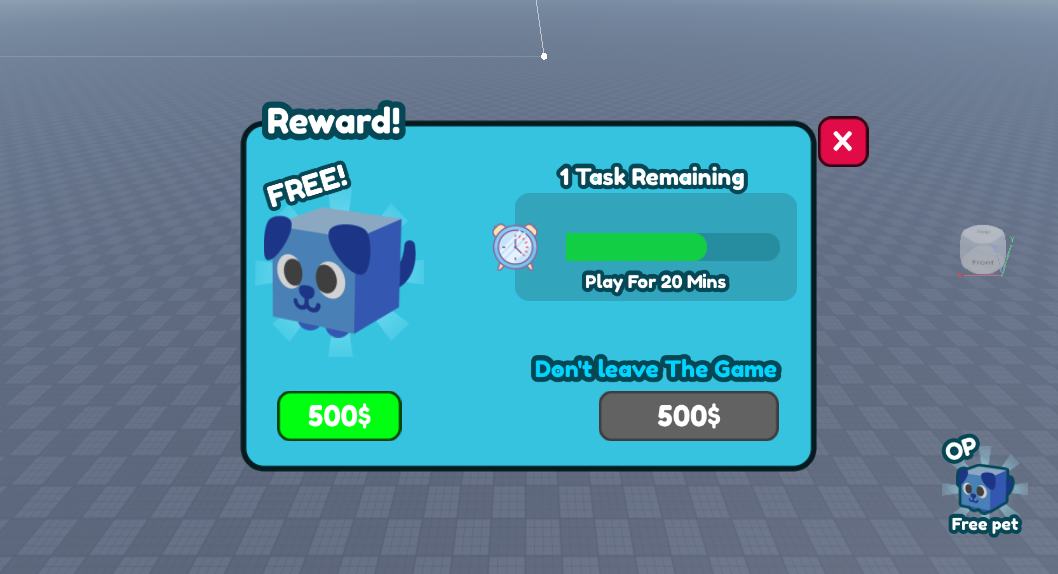 Reward!
X
FREE!
1 Task Remaining
Play For 20 Mins
Don't leave The Game
500$
500$
Front
Y
OP
Free pet